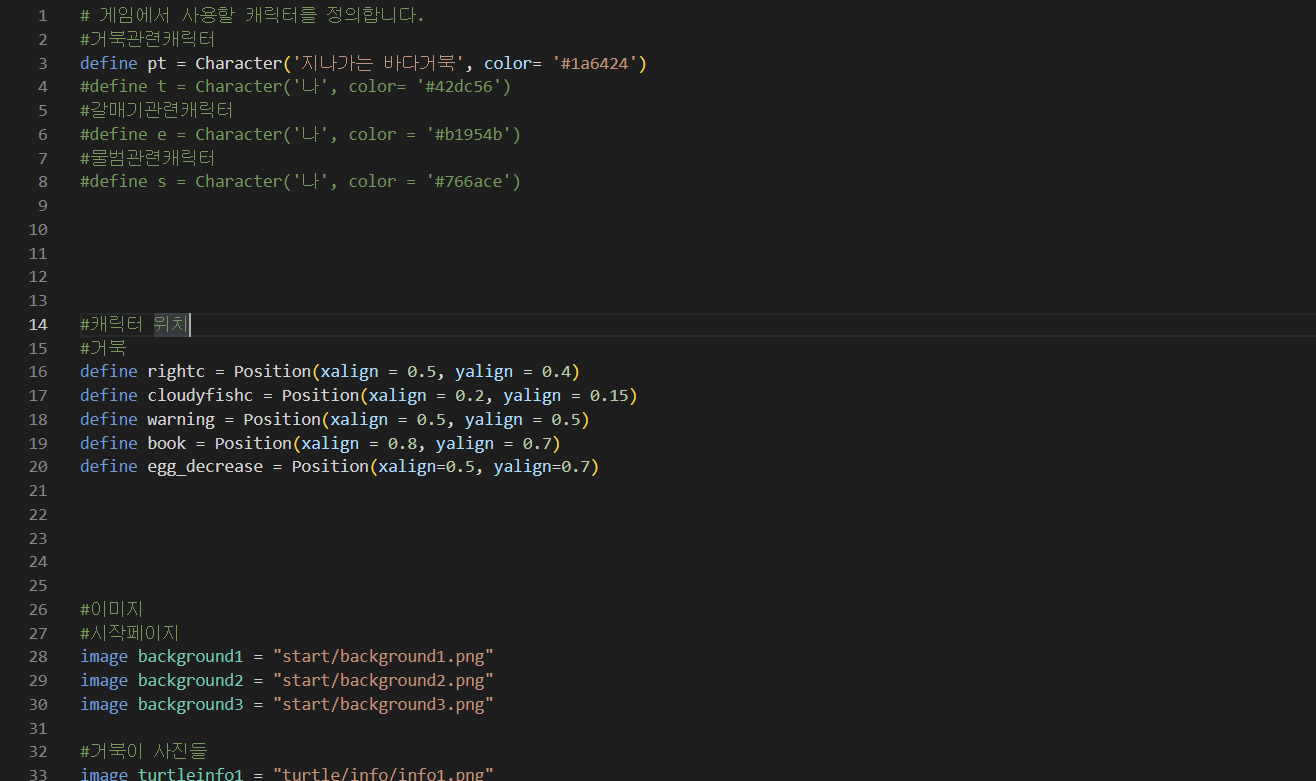 1 # 게임에서 사용할 캐릭터를 정의합니다.
2 #거북관련캐릭터
3 define pt = Character('지나가는 바다거북', color= '#1a6424')
4 #define t = Character('나', color= '#42dc56')
5 #갈매기관련캐릭터
6 #define e = Character('나', color = '#b1954b')
7 #물범관련캐릭터
8 #define s = Character('나', color = '#766ace')
9
10
11
12
13
14 #캐릭터 위치
15 #거북
16 define rightc = Position(xalign = 0.5, yalign = 0.4)
17 define cloudyfishc = Position(xalign = 0.2, yalign = 0.15)
18 define warning = Position(xalign = 0.5, yalign = 0.5)
19 define book = Position(xalign = 0.8, yalign = 0.7)
20 define egg_decrease = Position(xalign=0.5, yalign=0.7)
21
22
23
24
25
26 #이미지
27 #시작페이지
28 image background1 = "start/background1.png"
29 image background2 = "start/background2.png"
30 image background3 = "start/background3.png"
31
32 #거북이 사진들
33 image turtleinfo1 = "turtle/info/info1.png"